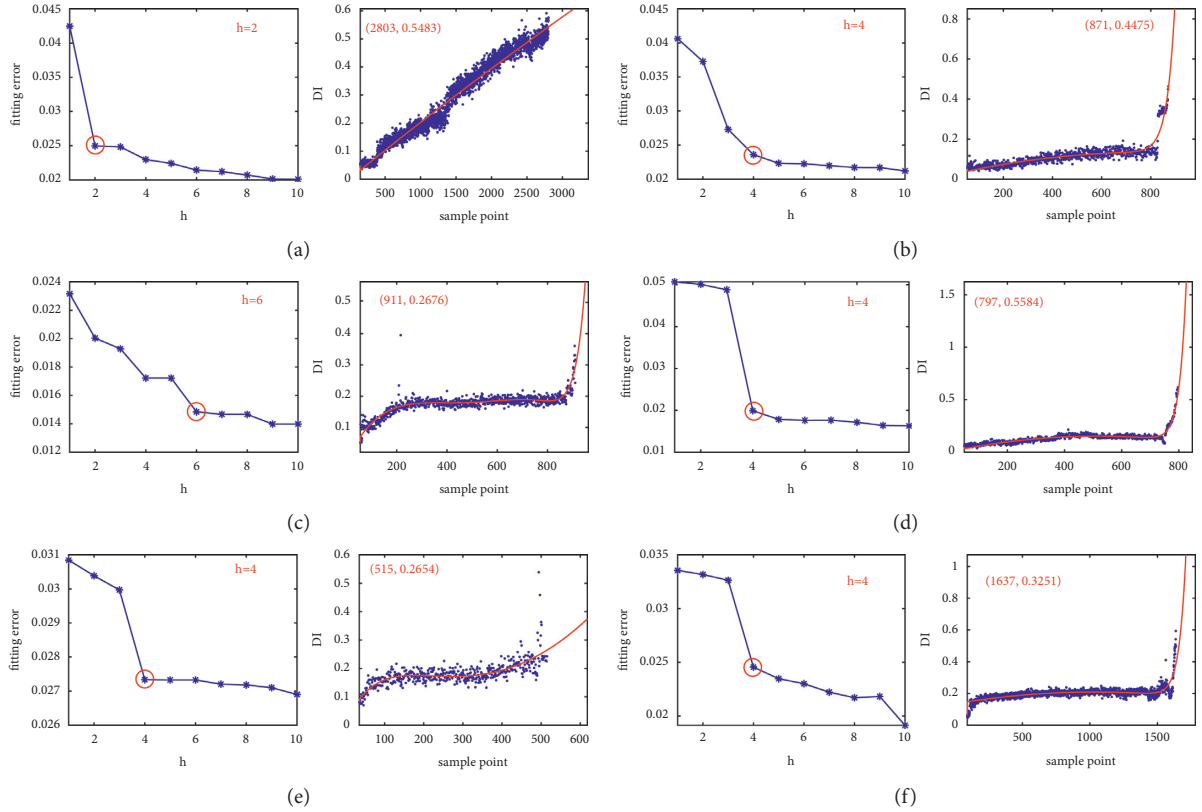 0.045
0.04
0.035
0.03
0.025
0.02
fitting error
h=2
2 4 6 8 10
h
0.6
0.5
0.4
0.3
0.2
0.1
0
DI
(2803, 0.5483)
500 1000 1500 2000 2500 3000
sample point
(a)
0.045
0.04
0.035
0.03
0.025
0.02
fitting error
h=4
2 4 6 8 10
h
1
0.8
0.6
0.4
0.2
0
DI
(871, 0.4475)
200 400 600 800
sample point
(b)
0.024
0.022
0.02
0.018
0.016
0.014
0.012
fitting error
h=6
2 4 6 8 10
h
0.5
0.4
0.3
0.2
0.1
DI
(911, 0.2676)
200 400 600 800
sample point
(c)
0.05
0.04
0.03
0.02
0.01
fitting error
h=4
2 4 6 8 10
h
1.5
1
0.5
0
DI
(797, 0.5584)
200 400 600 800
sample point
(d)
0.031
0.03
0.029
0.028
0.027
0.026
fitting error
h=4
2 4 6 8 10
h
0.6
0.5
0.4
0.3
0.2
0.1
0
DI
(515, 0.2654)
100 200 300 400 500 600
sample point
(e)
0.035
0.03
0.025
0.02
fitting error
h=4
2 4 6 8 10
h
1
0.8
0.6
0.4
0.2
0
DI
(1637, 0.3251)
500 1000 1500
sample point
(f)